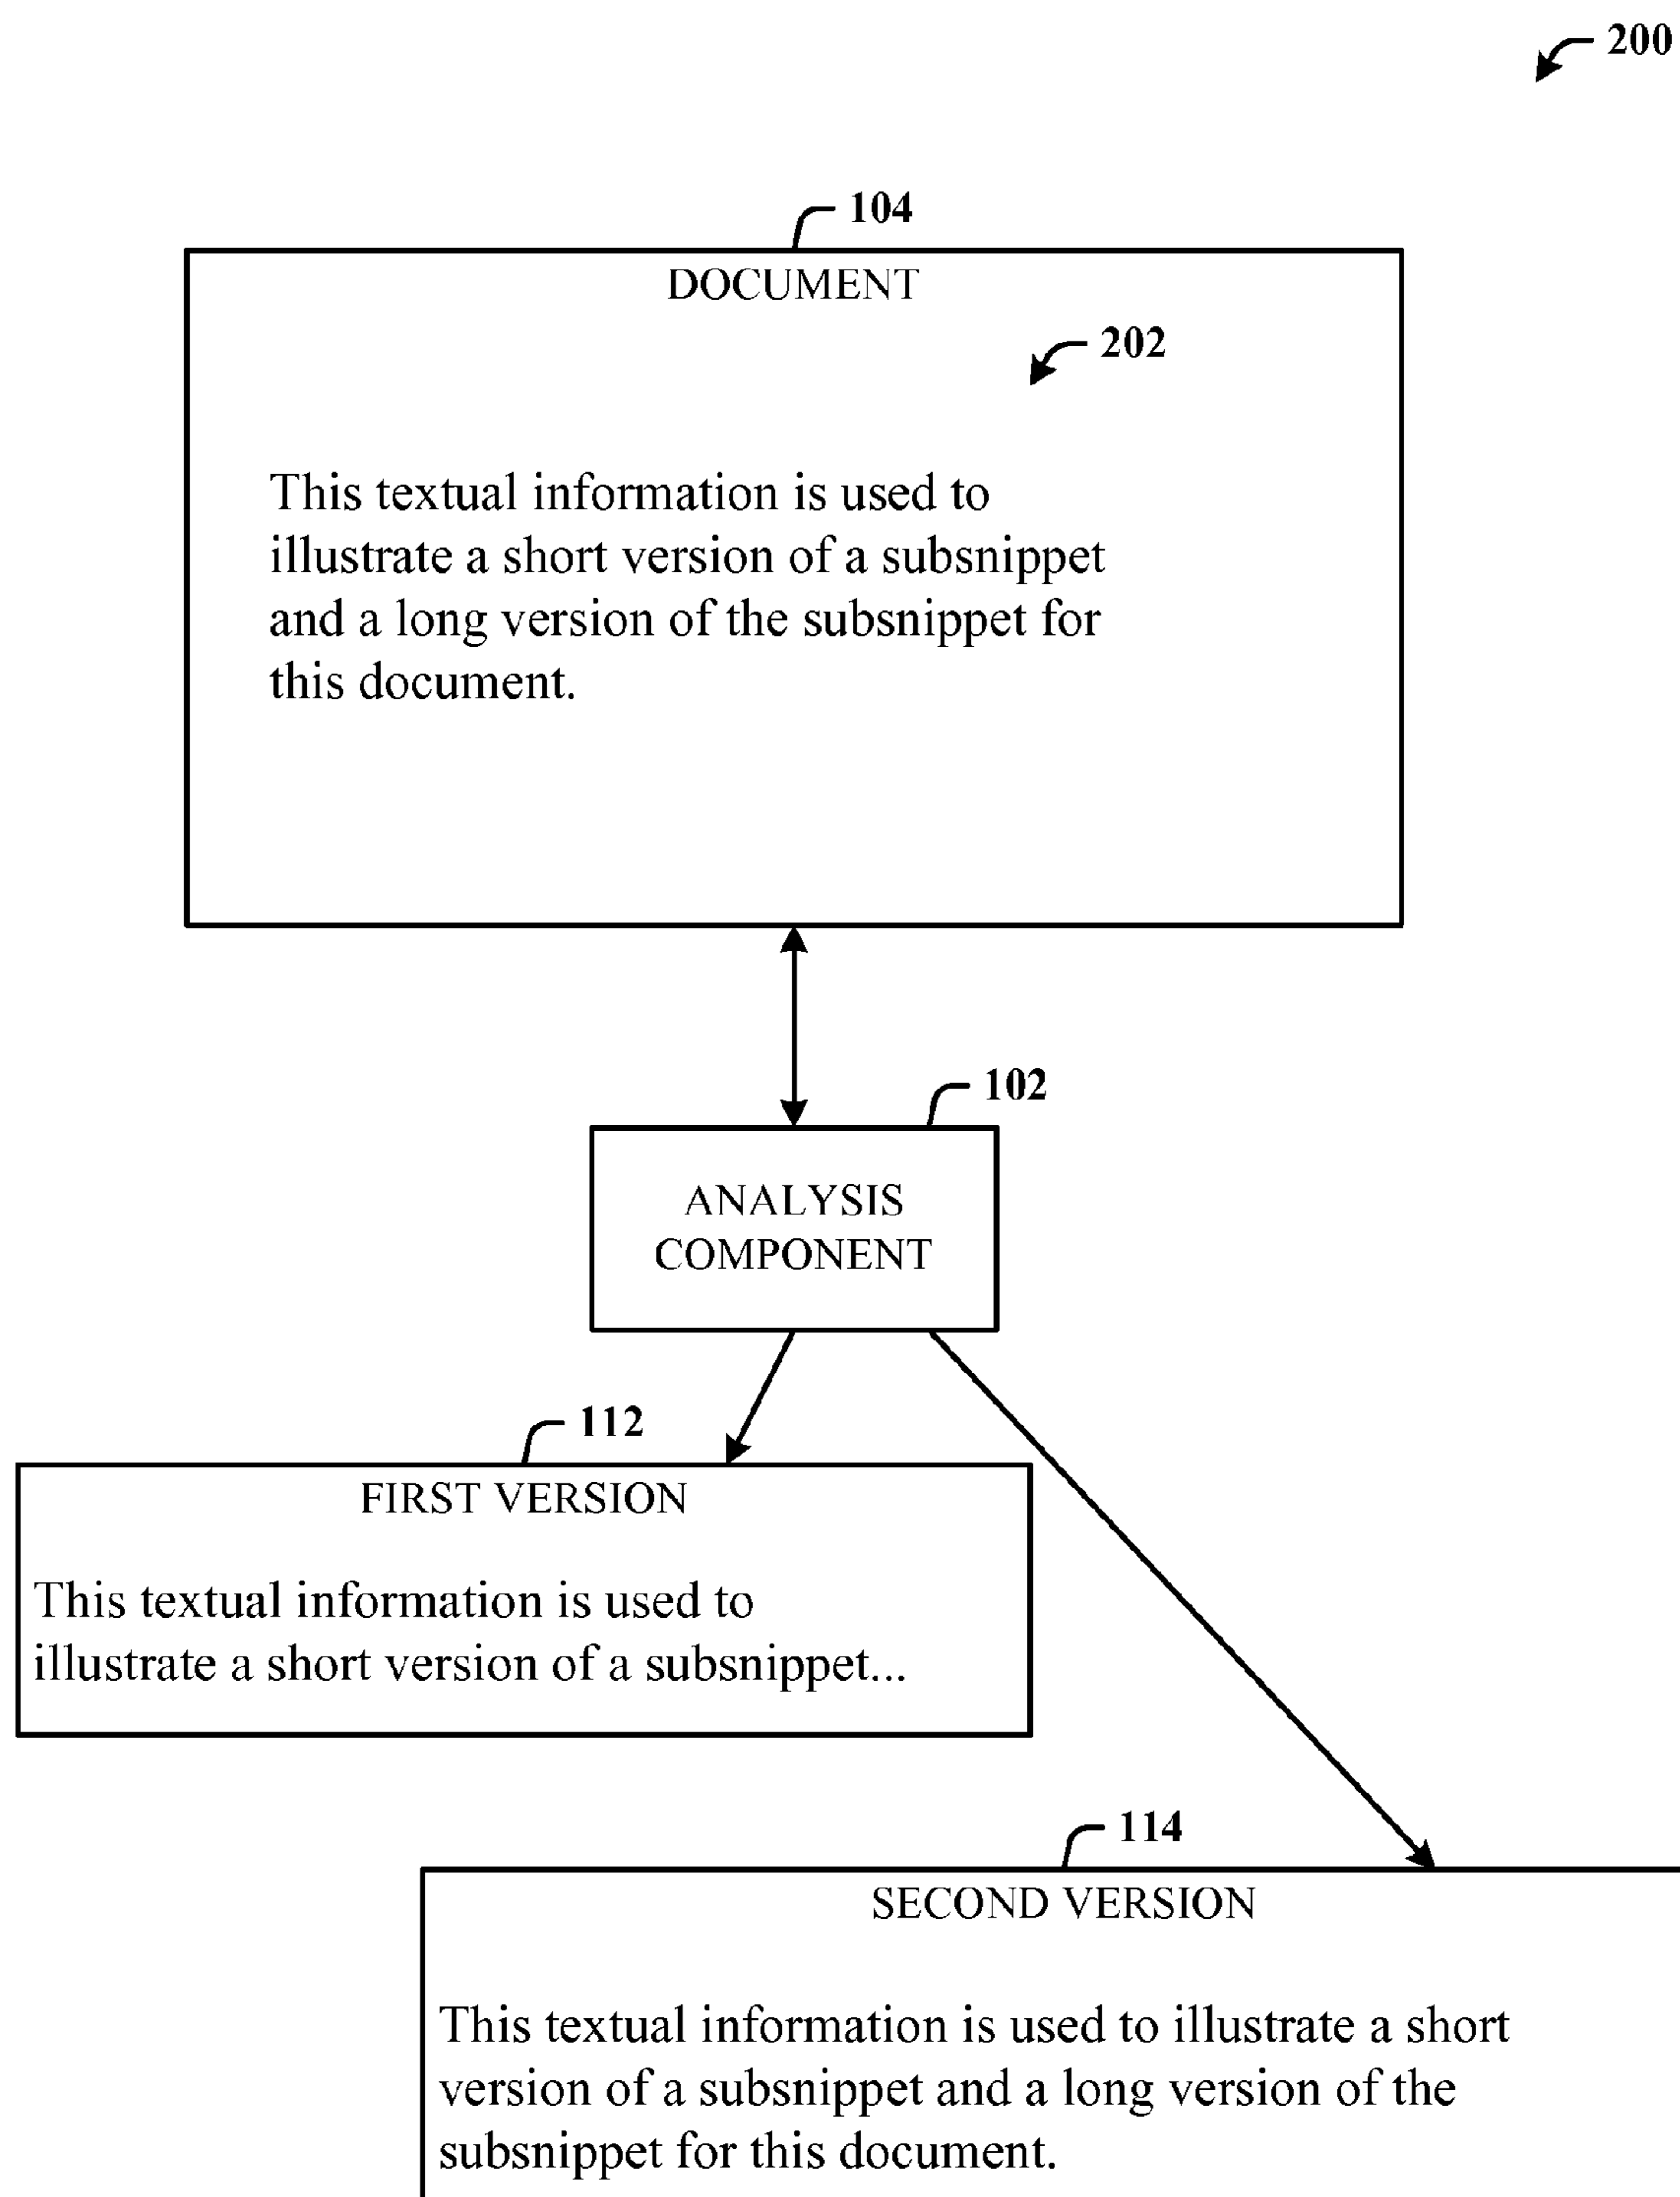 200
104
DOCUMENT
202
This textual information is used to
illustrate a short version of a subsnippet
and a long version of the subsnippet for
this document.
102
ANALYSIS
COMPONENT
112
FIRST VERSION
This textual information is used to
illustrate a short version of a subsnippet...
114
SECOND VERSION
This textual information is used to illustrate a short
version of a subsnippet and a long version of the
subsnippet for this document.